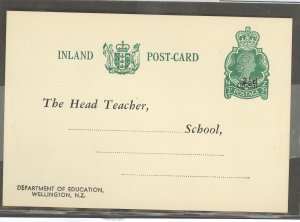 INLAND POST-CARD
The Head Teacher,
School,
DEPARTMENT OF EDUCATION,
WELLINGTON, N.Z.